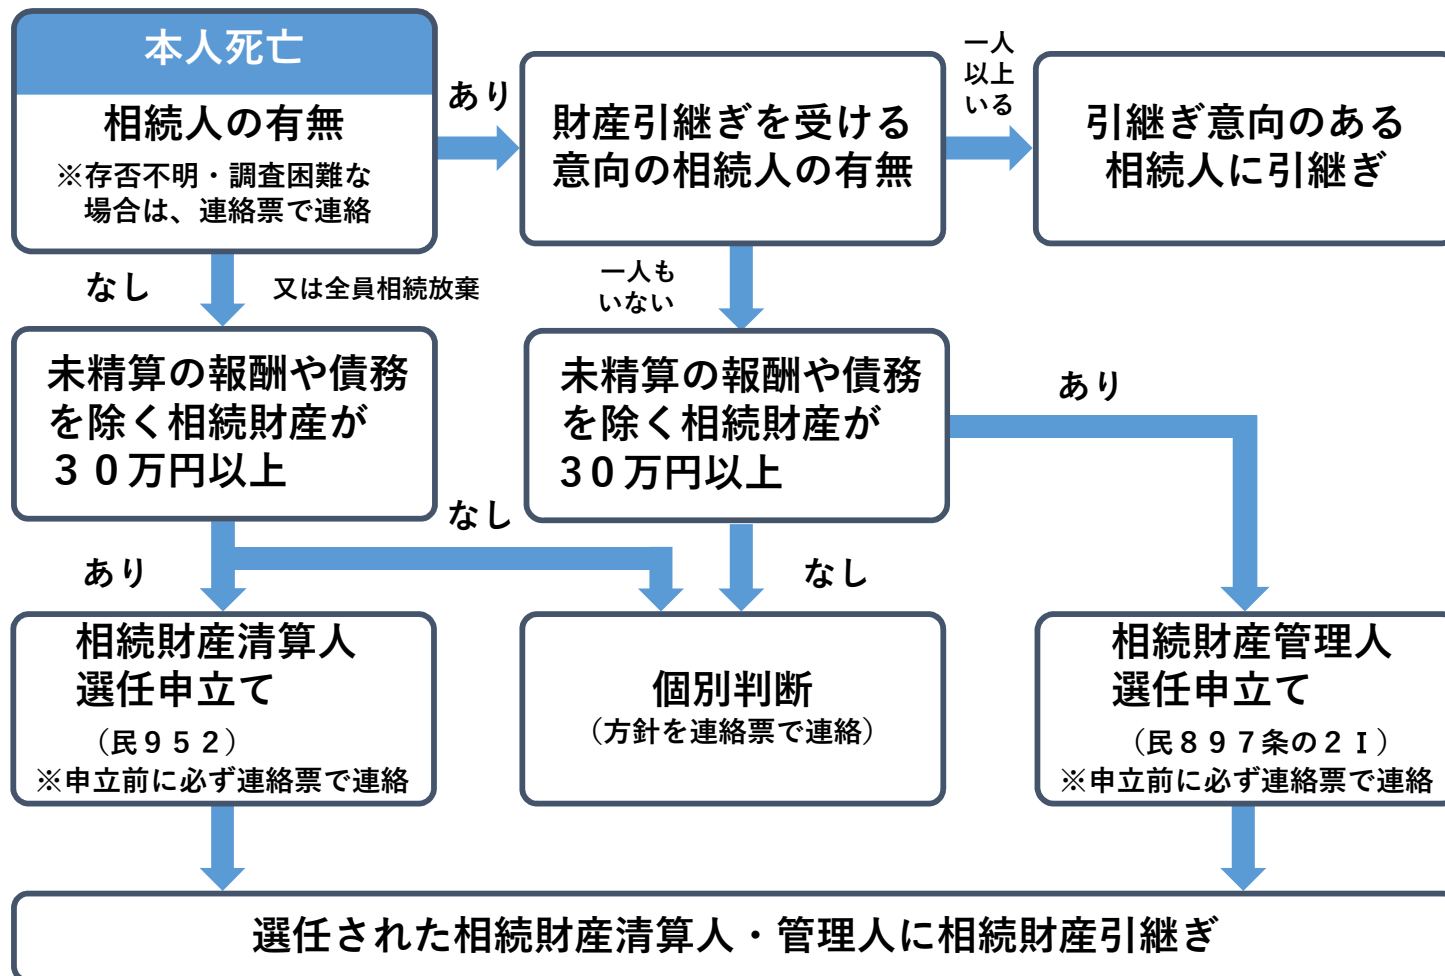 本人死亡
相続人の有無
※存否不明・調査困難な
場合は、連絡票で連絡
あり
財産引継ぎを受ける
意向の相続人の有無
一人
以上
いる
引継ぎ意向のある
相続人に引継ぎ
なし
又は全員相続放棄
一人も
いない
未精算の報酬や債務
を除く相続財産が
３０万円以上
未精算の報酬や債務
を除く相続財産が
30万円以上
あり
なし
あり
なし
相続財産清算人
選任申立て
（民９５２）
※申立前に必ず連絡票で連絡
個別判断
（方針を連絡票で連絡）
相続財産管理人
選任申立て
（民８９７条の２Ⅰ）
※申立前に必ず連絡票で連絡
選任された相続財産清算人・管理人に相続財産引継ぎ